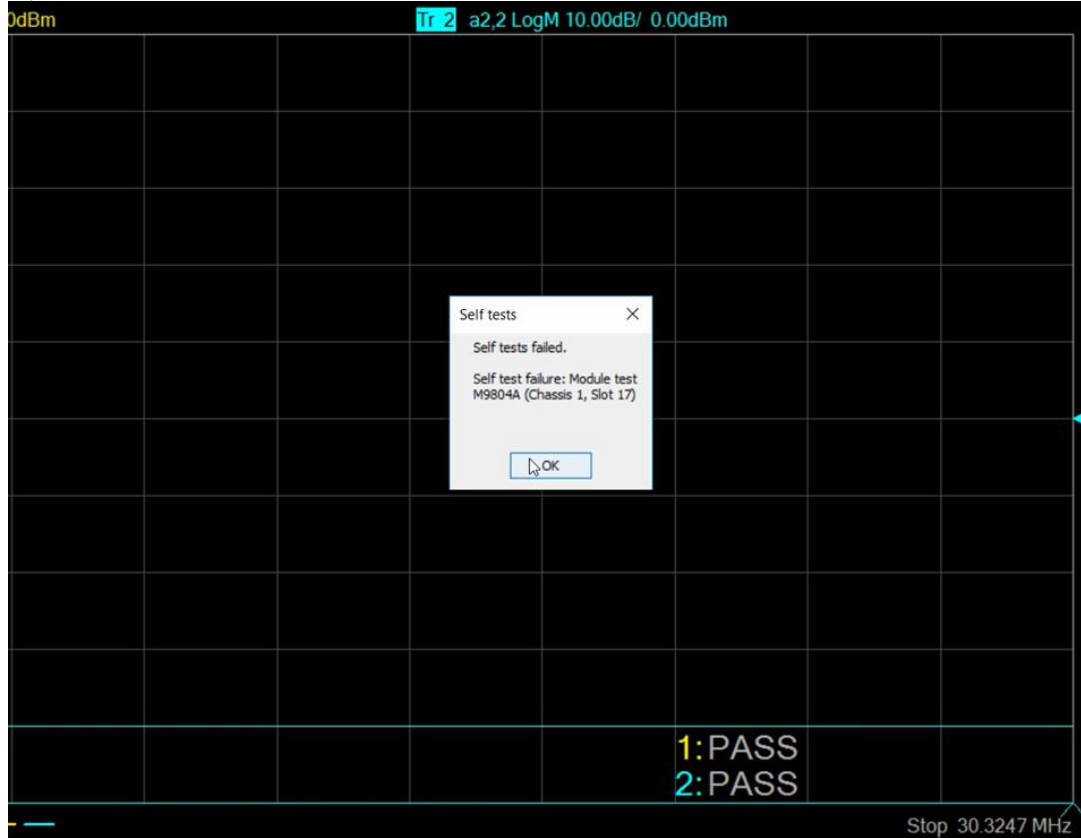 0dBm
Tr 2 a2,2 LogM 10.00dB/ 0.00dBm
Self tests
Self tests failed.
Self test failure: Module test
M9804A (Chassis 1, Slot 17)
OK
1:PASS
2:PASS
Stop 30.3247 MHz